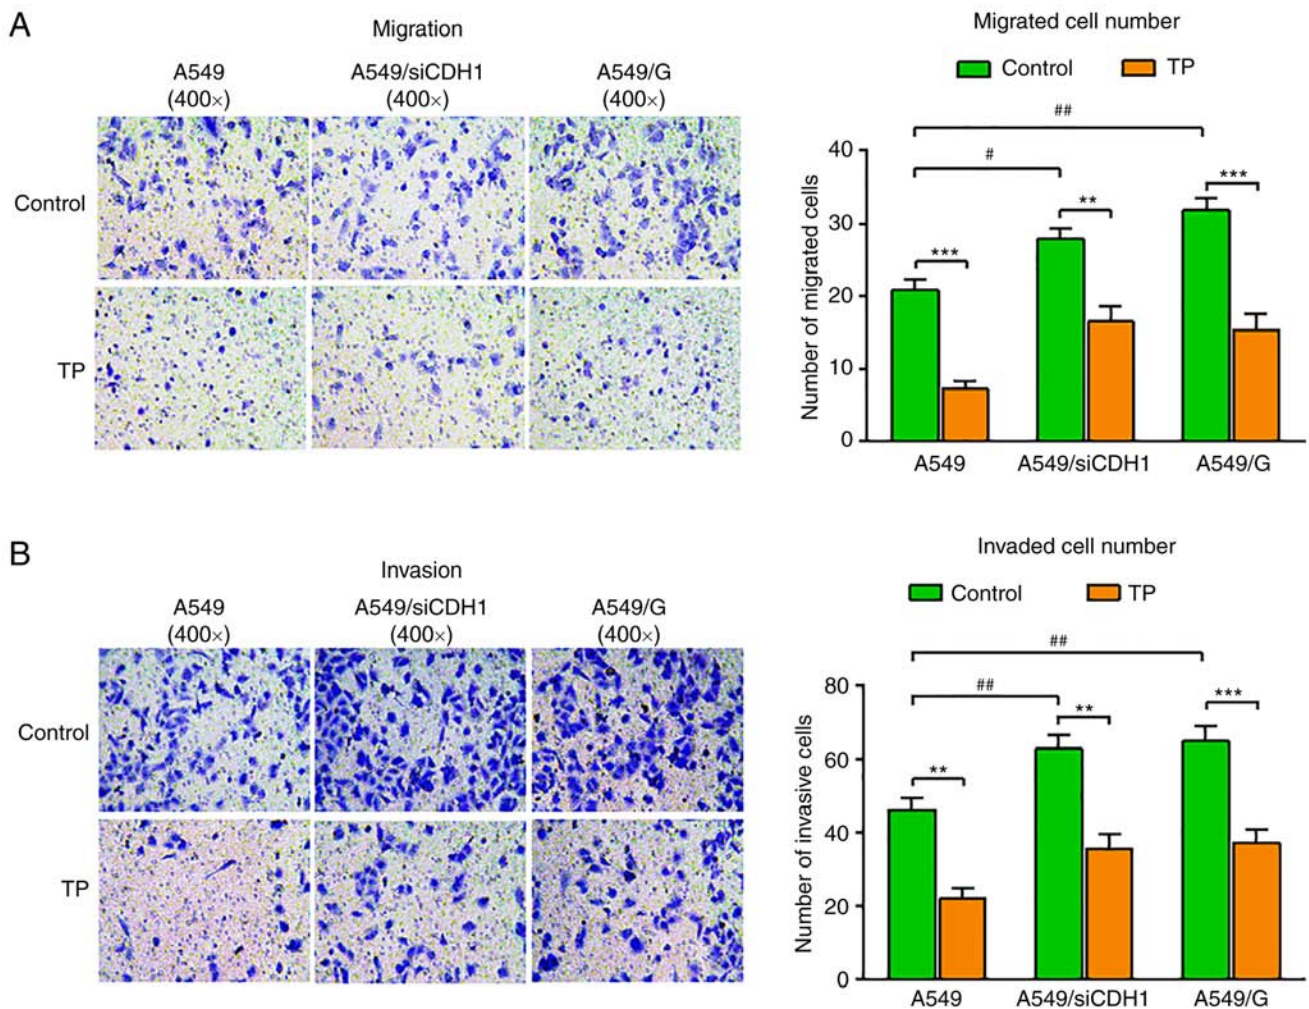 A
Migration
A549 A549/siCDH1 A549/G
(400×) (400×) (400×)
Control
TP
Migrated cell number
Control TP
##
#
***
**
***
Number of migrated cells
40
30
20
10
0
A549 A549/siCDH1 A549/G
B
Invasion
A549 A549/siCDH1 A549/G
(400×) (400×) (400×)
Control
TP
Invaded cell number
Control TP
##
##
**
**
***
Number of invasive cells
80
60
40
20
0
A549 A549/siCDH1 A549/G